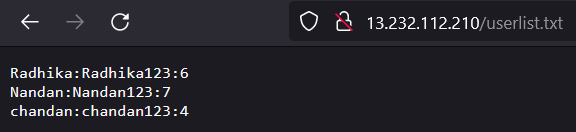 13.232.112.210/userlist.txt
Radhika:Radhika123:6
Nandan:Nandan123:7
chandan:chandan123:4